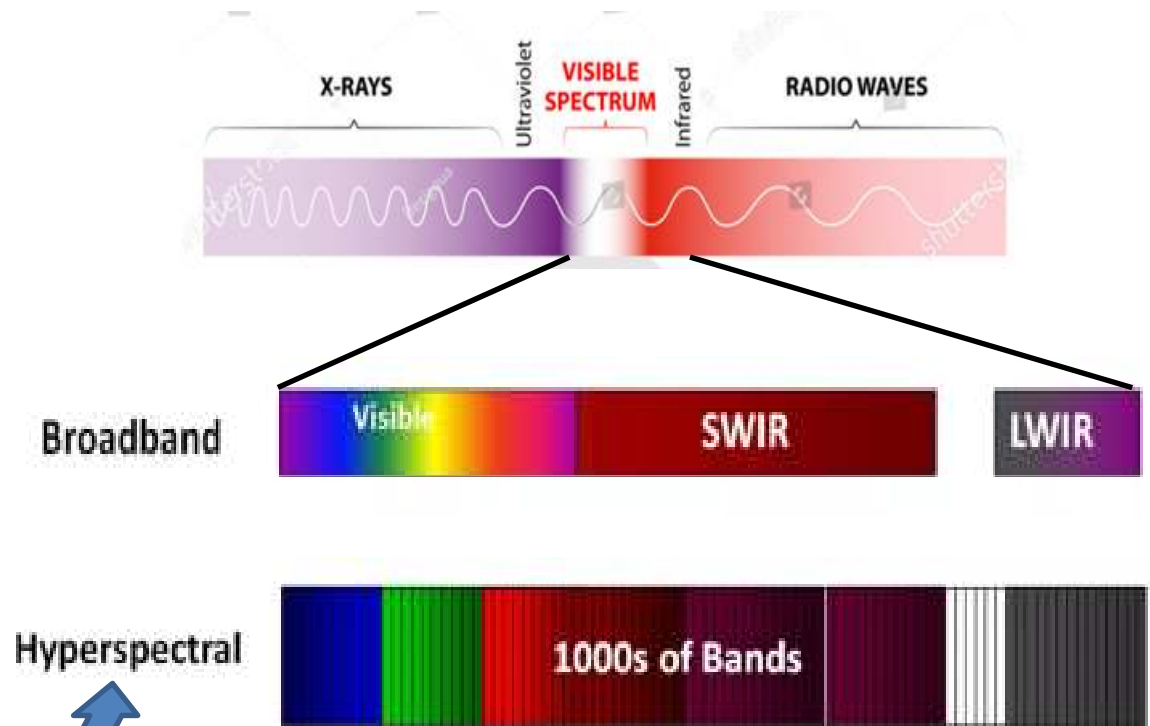 X-RAYS
Ultraviolet
VISIBLE
SPECTRUM
Infrared
RADIO WAVES
Broadband
Visible
SWIR
LWIR
Hyperspectral
1000s of Bands